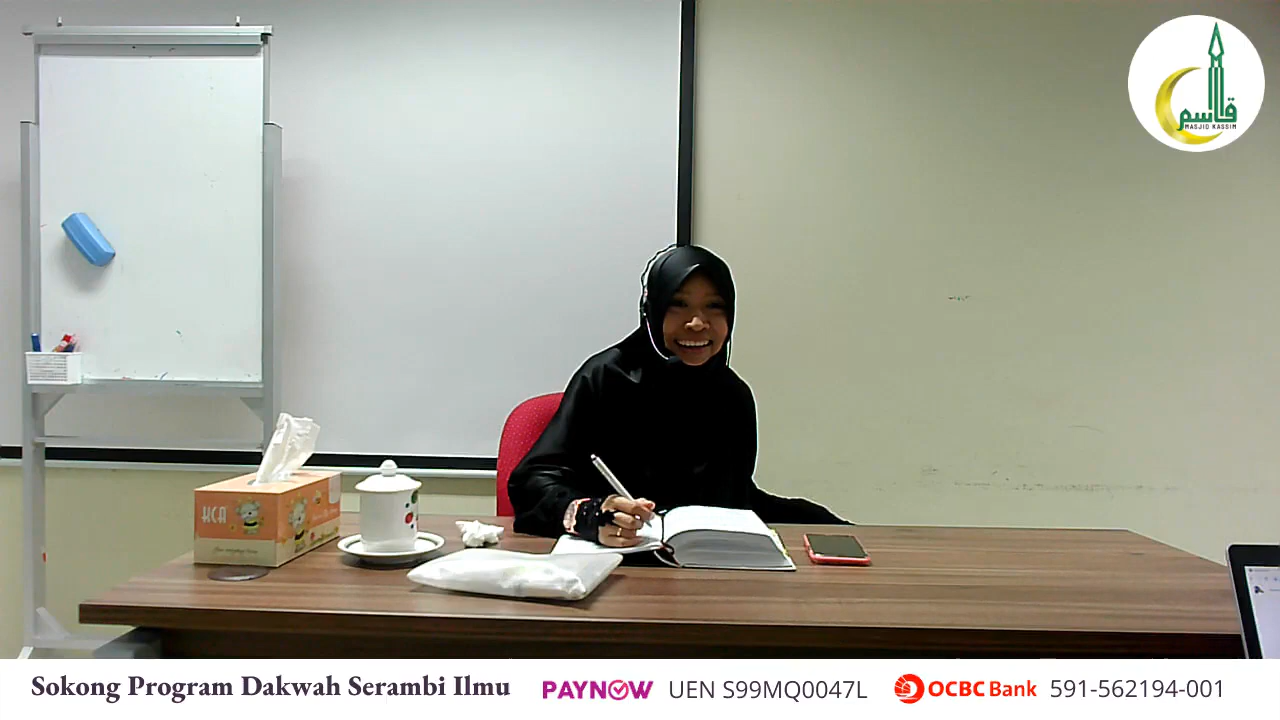 قاسم
MASJID KASSIM
KCA
Sokong Program Dakwah Serambi Ilmu
PAYNOW UEN S99MQ0047L
OCBC Bank 591-562194-001